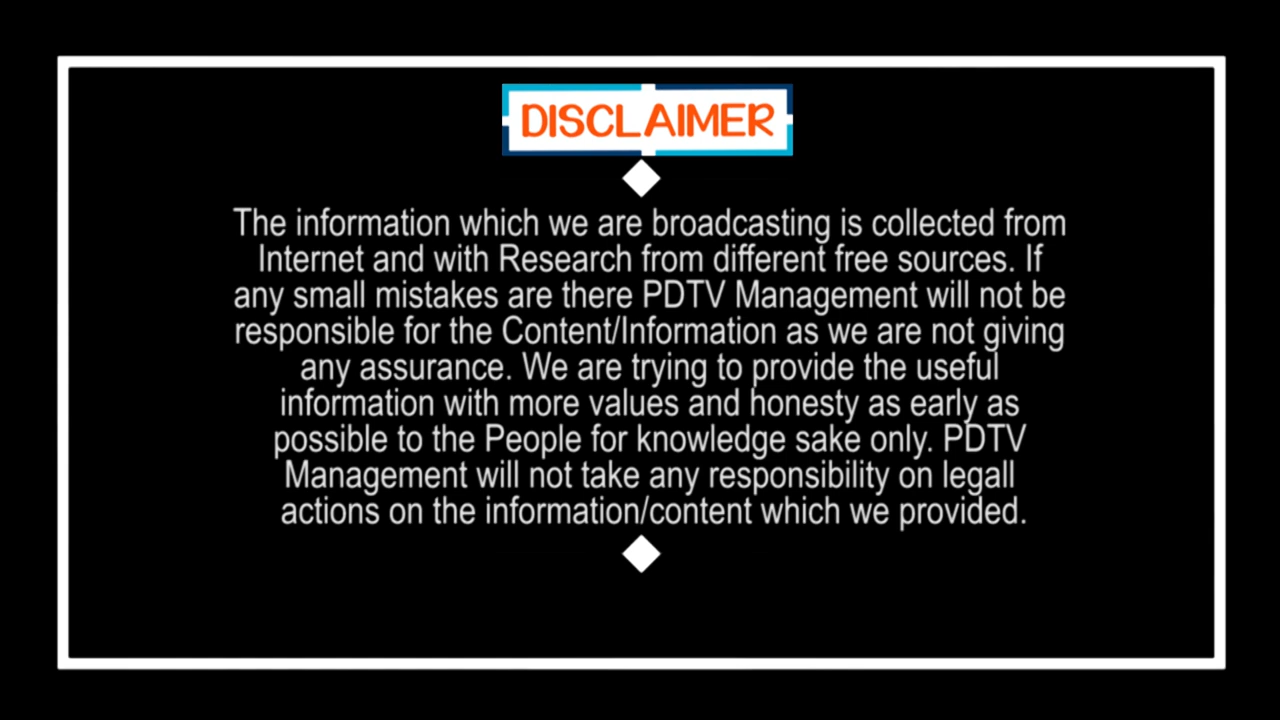 DISCLAIMER
The information which we are broadcasting is collected from
Internet and with Research from different free sources. If
any small mistakes are there PDTV Management will not be
responsible for the Content/Information as we are not giving
any assurance. We are trying to provide the useful
information with more values and honesty as early as
possible to the People for knowledge sake only. PDTV
Management will not take any responsibility on legall
actions on the information/content which we provided.